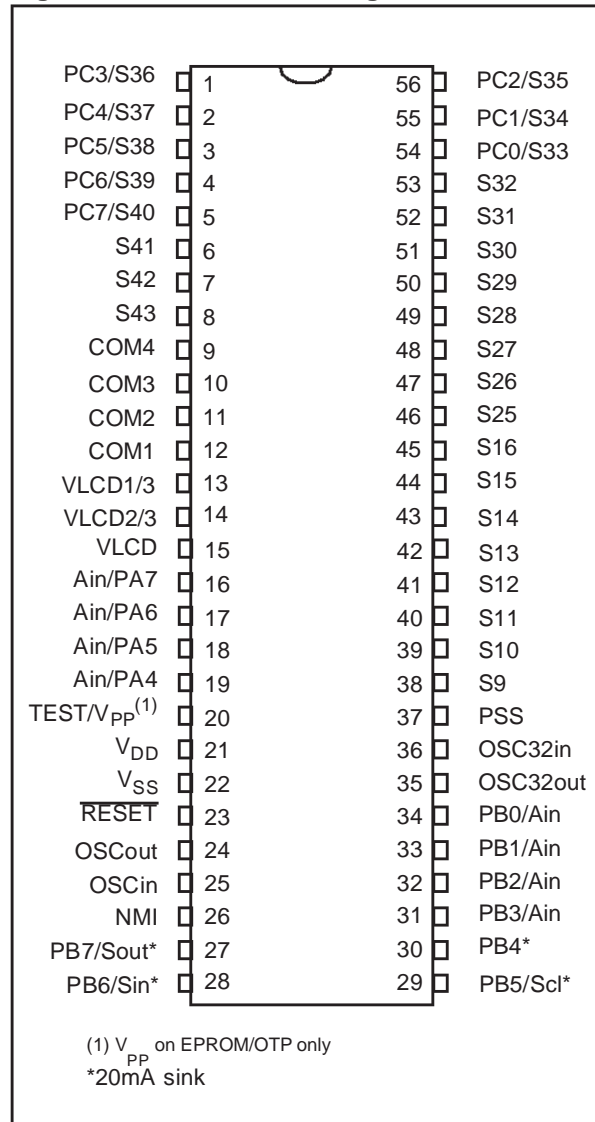 PC3/S36 1 56 PC2/S35
PC4/S37 2 55 PC1/S34
PC5/S38 3 54 PC0/S33
PC6/S39 4 53 S32
PC7/S40 5 52 S31
S41 6 51 S30
S42 7 50 S29
S43 8 49 S28
COM4 9 48 S27
COM3 10 47 S26
COM2 11 46 S25
COM1 12 45 S16
VLCD1/3 13 44 S15
VLCD2/3 14 43 S14
VLCD 15 42 S13
Ain/PA7 16 41 S12
Ain/PA6 17 40 S11
Ain/PA5 18 39 S10
Ain/PA4 19 38 S9
TEST/VPP(1) 20 37 PSS
VDD 21 36 OSC32in
VSS 22 35 OSC32out
RESET 23 34 PB0/Ain
OSCout 24 33 PB1/Ain
OSCin 25 32 PB2/Ain
NMI 26 31 PB3/Ain
PB7/Sout* 27 30 PB4*
PB6/Sin* 28 29 PB5/Scl*
(1) VPP on EPROM/OTP only
*20mA sink